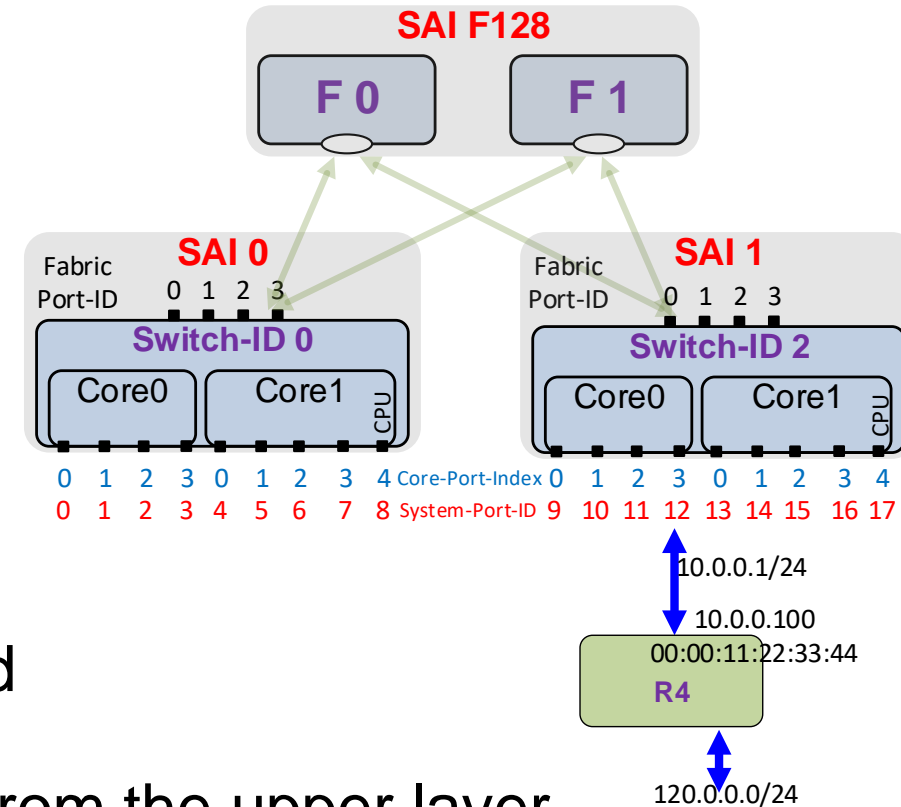 SAI F128
F 0 F 1
SAI 0 SAI 1
Fabric Port-ID 0 1 2 3
Fabric Port-ID 0 1 2 3
Switch-ID 0 Switch-ID 2
Core0 Core1 CPU Core0 Core1 CPU
0 1 2 3 0 1 2 3 4 Core-Port-Index 0 1 2 3 0 1 2 3 4
0 1 2 3 4 5 6 7 8 System-Port-ID 9 10 11 12 13 14 15 16 17
10.0.0.1/24
10.0.0.100
00:00:11:22:33:44
R4
120.0.0.0/24
from the upper layer